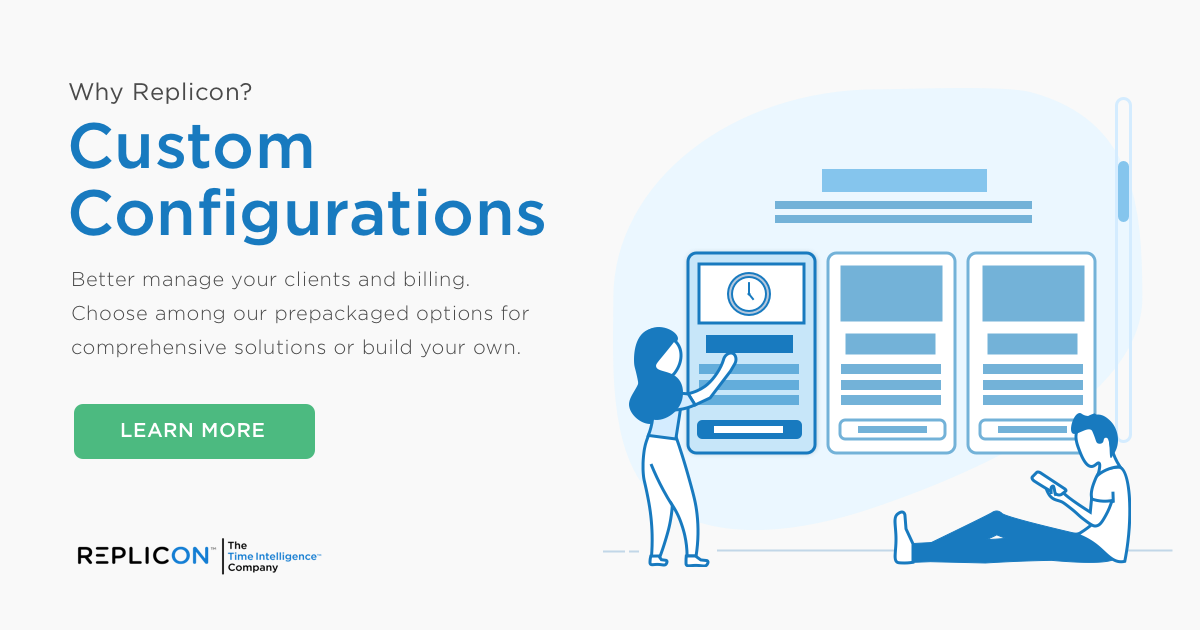 Why Replicon?
Custom
Configurations
Better manage your clients and billing.
Choose among our prepackaged options for
comprehensive solutions or build your own.
LEARN MORE
REPLICON™
The
Time Intelligence™
Company